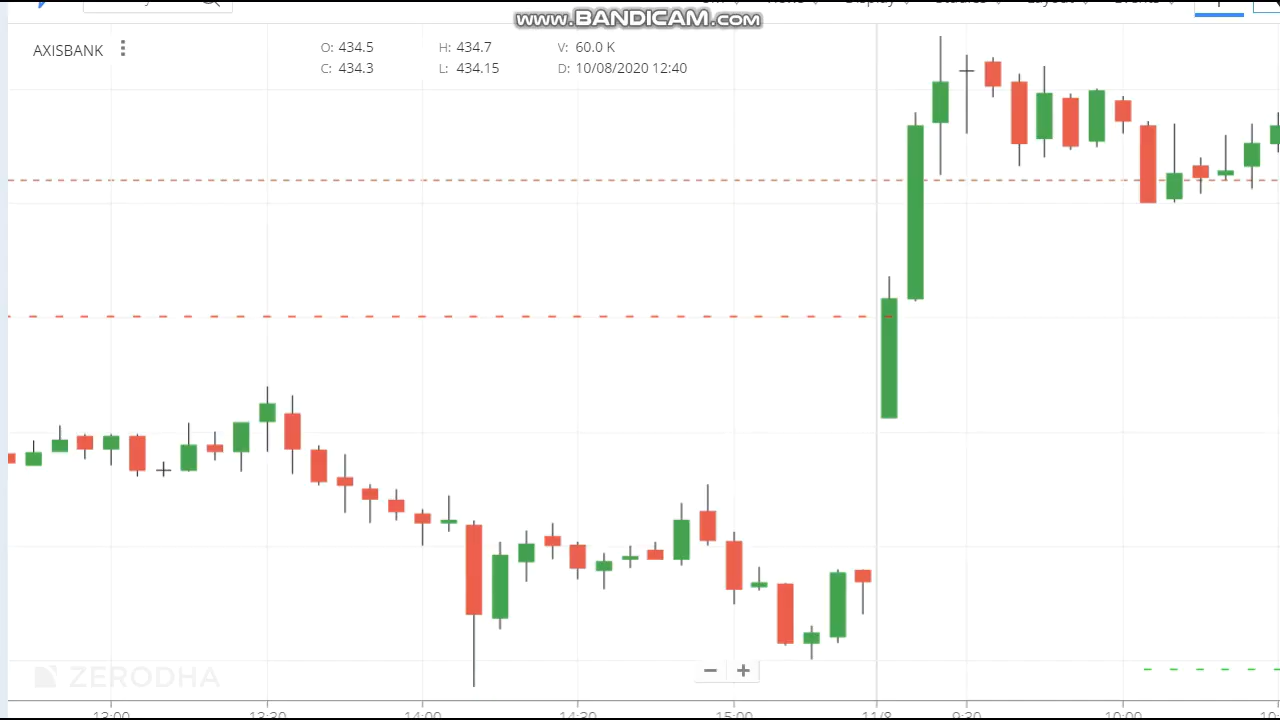 www.BANDICAM.com
AXISBANK
O: 434.5 H: 434.7 V: 60.0 K
C: 434.3 L: 434.15 D: 10/08/2020 12:40
ZERODHA
13:00 13:30 14:00 14:30 15:00 11/8 9:30 10:00